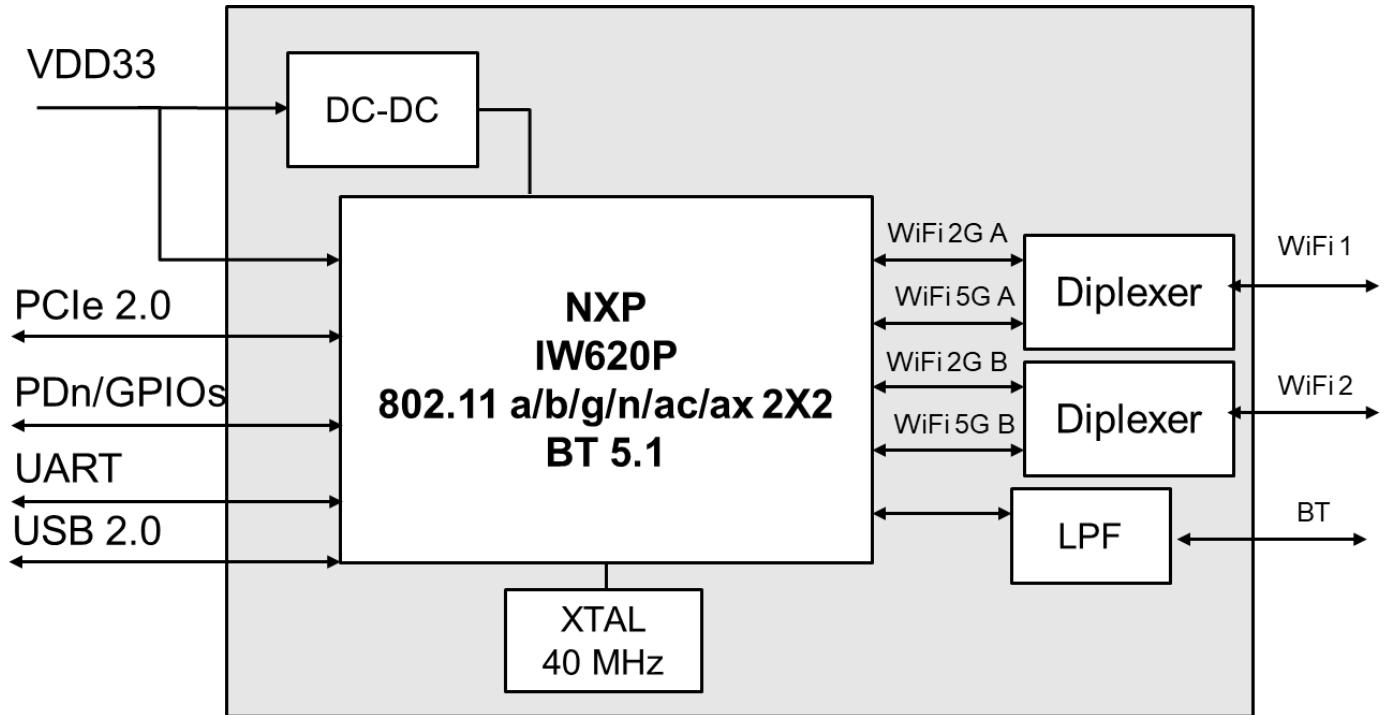 VDD33
DC-DC
PCIe 2.0
PDn/GPIOs
UART
USB 2.0
NXP
IW620P
802.11 a/b/g/n/ac/ax 2X2
BT 5.1
XTAL
40 MHz
WiFi 2G A
WiFi 5G A
WiFi 2G B
WiFi 5G B
Diplexer
Diplexer
LPF
WiFi 1
WiFi 2
BT